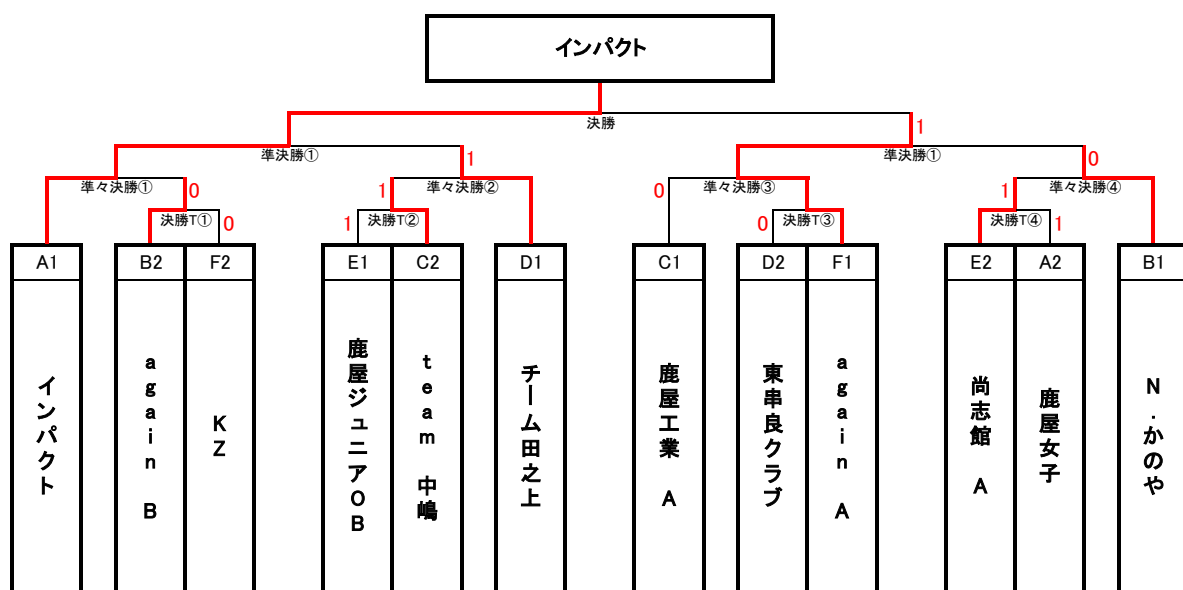 インパクト
決勝
1
準決勝①
準決勝①
1
0
準々決勝①
準々決勝②
準々決勝③
準々決勝④
0
1
0
1
決勝T①
決勝T②
決勝T③
決勝T④
0
1
0
1
A1
B2
F2
E1
C2
D1
C1
D2
F1
E2
A2
B1
インパクト
again B
KZ
鹿屋ジュニアOB
team 中嶋
チーム田之上
鹿屋工業 A
東串良クラブ
again A
尚志館 A
鹿屋女子
N.かのや